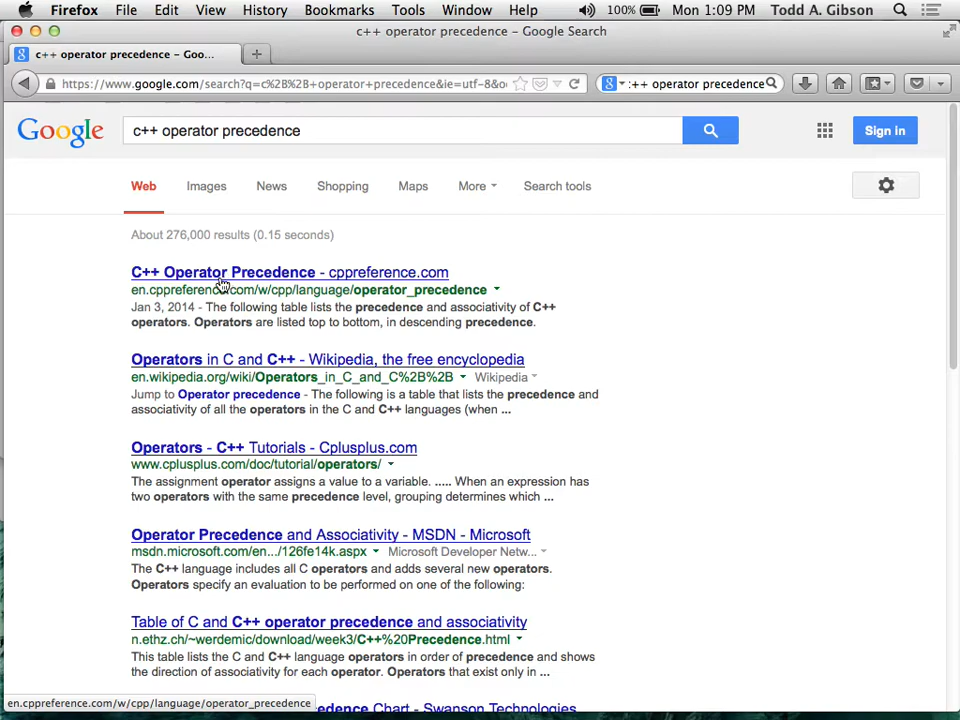 Firefox File Edit View History Bookmarks Tools Window Help 100% Mon 1:09 PM Todd A. Gibson
c++ operator precedence – Google Search
c++ operator precedence – Goo...
https://www.google.com/search?q=c%2B%2B+operator+precedence&ie=utf-8&o
:++ operator precedence
Google
c++ operator precedence
Sign in
Web Images News Shopping Maps More Search tools
About 276,000 results (0.15 seconds)
C++ Operator Precedence - cppreference.com
en.cppreference.com/w/cpp/language/operator_precedence
Jan 3, 2014 - The following table lists the precedence and associativity of C++
operators. Operators are listed top to bottom, in descending precedence.
Operators in C and C++ - Wikipedia, the free encyclopedia
en.wikipedia.org/wiki/Operators_in_C_and_C%2B%2B Wikipedia
Jump to Operator precedence - The following is a table that lists the precedence and
associativity of all the operators in the C and C++ languages (when ...
Operators - C++ Tutorials - Cplusplus.com
www.cplusplus.com/doc/tutorial/operators/
The assignment operator assigns a value to a variable. ..... When an expression has
two operators with the same precedence level, grouping determines which ...
Operator Precedence and Associativity - MSDN - Microsoft
msdn.microsoft.com/en.../126fe14k.aspx Microsoft Developer Netw...
The C++ language includes all C operators and adds several new operators.
Operators specify an evaluation to be performed on one of the following:
Table of C and C++ operator precedence and associativity
n.ethz.ch/~werdemic/download/week3/C++%20Precedence.html
This table lists the C and C++ language operators in order of precedence and shows
the direction of associativity for each operator. Operators that exist only in ...
edence Chart - Swanson Technologies
en.cppreference.com/w/cpp/language/operator_precedence